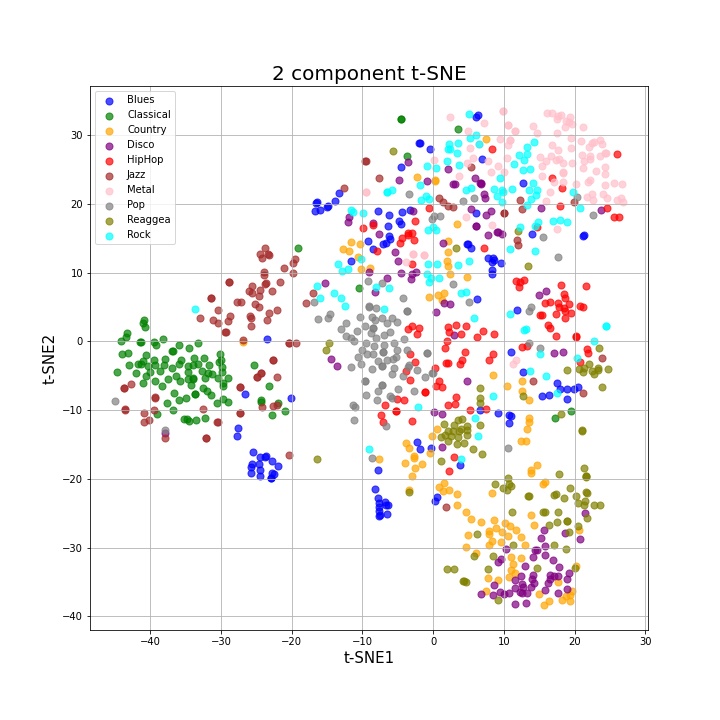 2 component t-SNE
Blues
Classical
Country
Disco
HipHop
Jazz
Metal
Pop
Reaggea
Rock
t-SNE2
30
20
10
0
−10
−20
−30
−40
−40 −30 −20 −10 0 10 20 30
t-SNE1